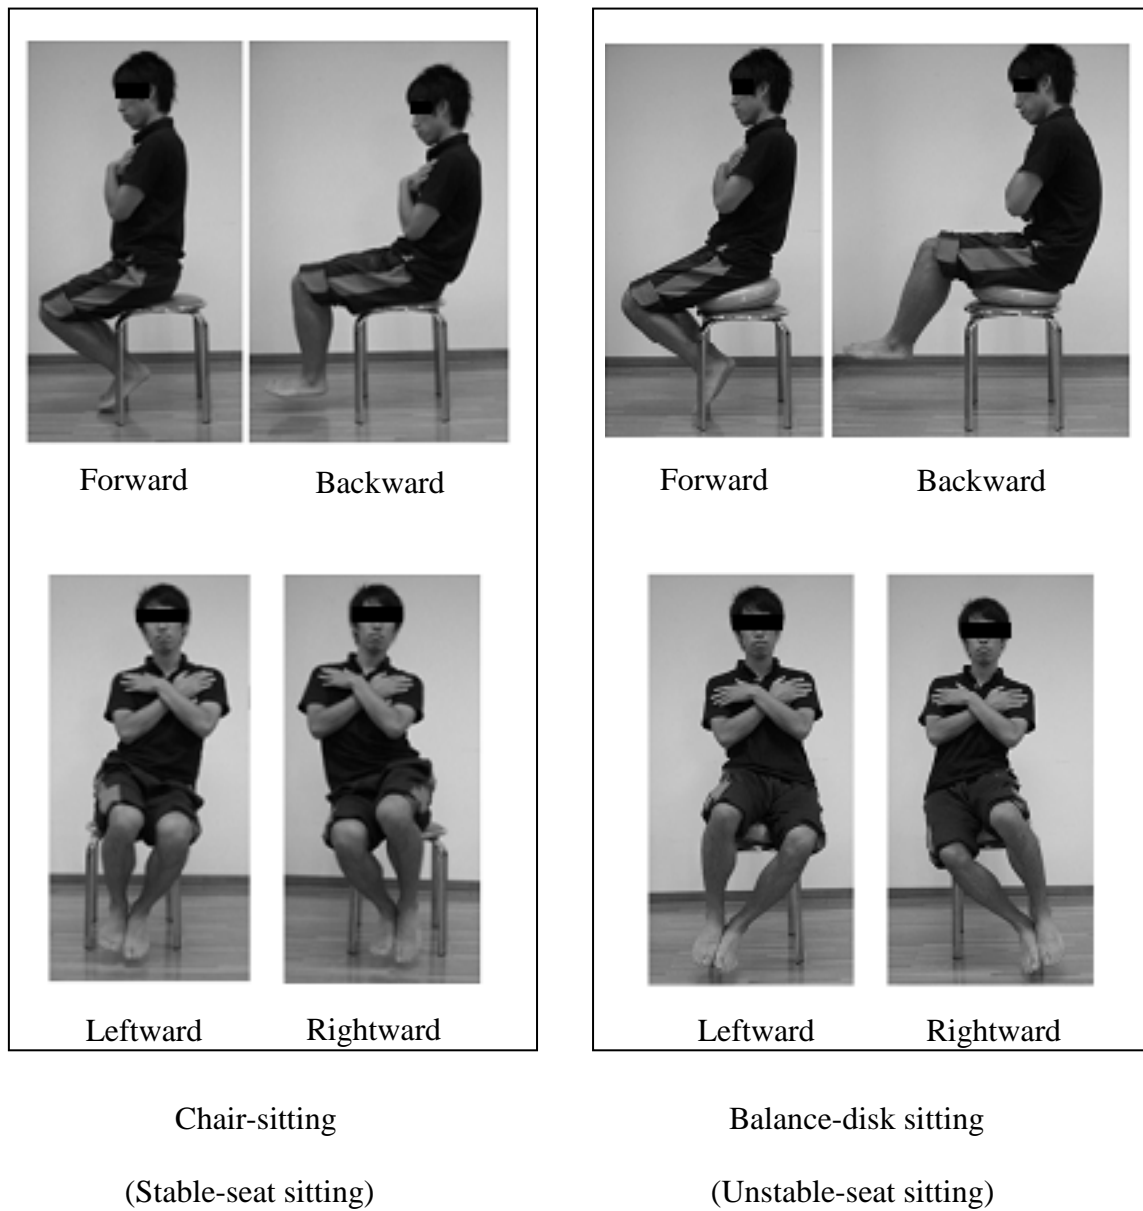 Forward
Backward
Leftward
Rightward
Chair-sitting
(Stable-seat sitting)
Forward
Backward
Leftward
Rightward
Balance-disk sitting
(Unstable-seat sitting)